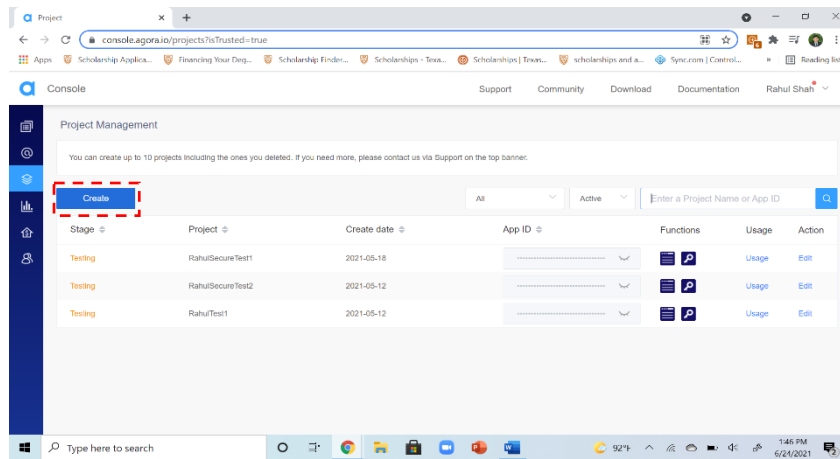 Project
console.agora.io/projects?isTrusted=true
Apps Scholarship Applica... Financing Your Deg... Scholarship Finder... Scholarships - Texa... Scholarships | Texas... scholarships and a... Sync.com | Control... » Reading list
Console Support Community Download Documentation Rahul Shah
Project Management
You can create up to 10 projects including the ones you deleted. If you need more, please contact us via Support on the top banner.
Create All Active Enter a Project Name or App ID
Stage Project Create date App ID Functions Usage Action
Testing RahulSecureTest1 2021-05-18 Usage Edit
Testing RahulSecureTest2 2021-05-12 Usage Edit
Testing RahulTest1 2021-05-12 Usage Edit
Type here to search 92°F 1:46 PM
6/24/2021